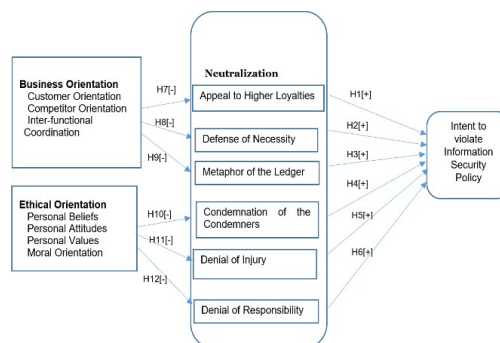 Business Orientation
Customer Orientation
Competitor Orientation
Inter-functional
Coordination
Ethical Orientation
Personal Beliefs
Personal Attitudes
Personal Values
Moral Orientation
H7[-]
H8[-]
H9[-]
H10[-]
H11[-]
H12[-]
Neutralization
Appeal to Higher Loyalties
Defense of Necessity
Metaphor of the Ledger
Condemnation of the
Condemners
Denial of Injury
Denial of Responsibility
H1[+]
H2[+]
H3[+]
H4[+]
H5[+]
H6[+]
Intent to
violate
Information
Security
Policy